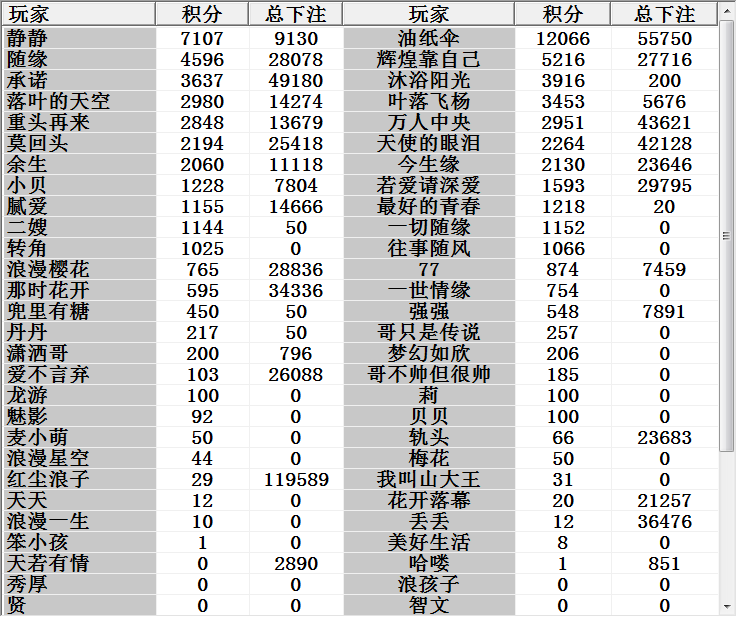 玩家 积分 总下注 玩家 积分 总下注
静静 7107 9130 油纸伞 12066 55750
随缘 4596 28078 辉煌靠自己 5216 27716
承诺 3637 49180 沐浴阳光 3916 200
落叶的天空 2980 14274 叶落飞杨 3453 5676
重头再来 2848 13679 万人中央 2951 43621
莫回头 2194 25418 天使的眼泪 2264 42128
余生 2060 11118 今生缘 2130 23646
小贝 1228 7804 若爱请深爱 1593 29795
腻爱 1155 14666 最好的青春 1218 20
二嫂 1144 50 一切随缘 1152 0
转角 1025 0 往事随风 1066 0
浪漫樱花 765 28836 77 874 7459
那时花开 595 34336 一世情缘 754 0
兜里有糖 450 50 强强 548 7891
丹丹 217 50 哥只是传说 257 0
潇洒哥 200 796 梦幻如欣 206 0
爱不言弃 103 26088 哥不帅但很帅 185 0
龙游 100 0 莉 100 0
魅影 92 0 贝贝 100 0
麦小萌 50 0 轨头 66 23683
浪漫星空 44 0 梅花 50 0
红尘浪子 29 119589 我叫山大王 31 0
天天 12 0 花开落幕 20 21257
浪漫一生 10 0 丢丢 12 36476
笨小孩 1 0 美好生活 8 0
天若有情 0 2890 哈喽 1 851
秀厚 0 0 浪孩子 0 0
贤 0 0 智文 0 0